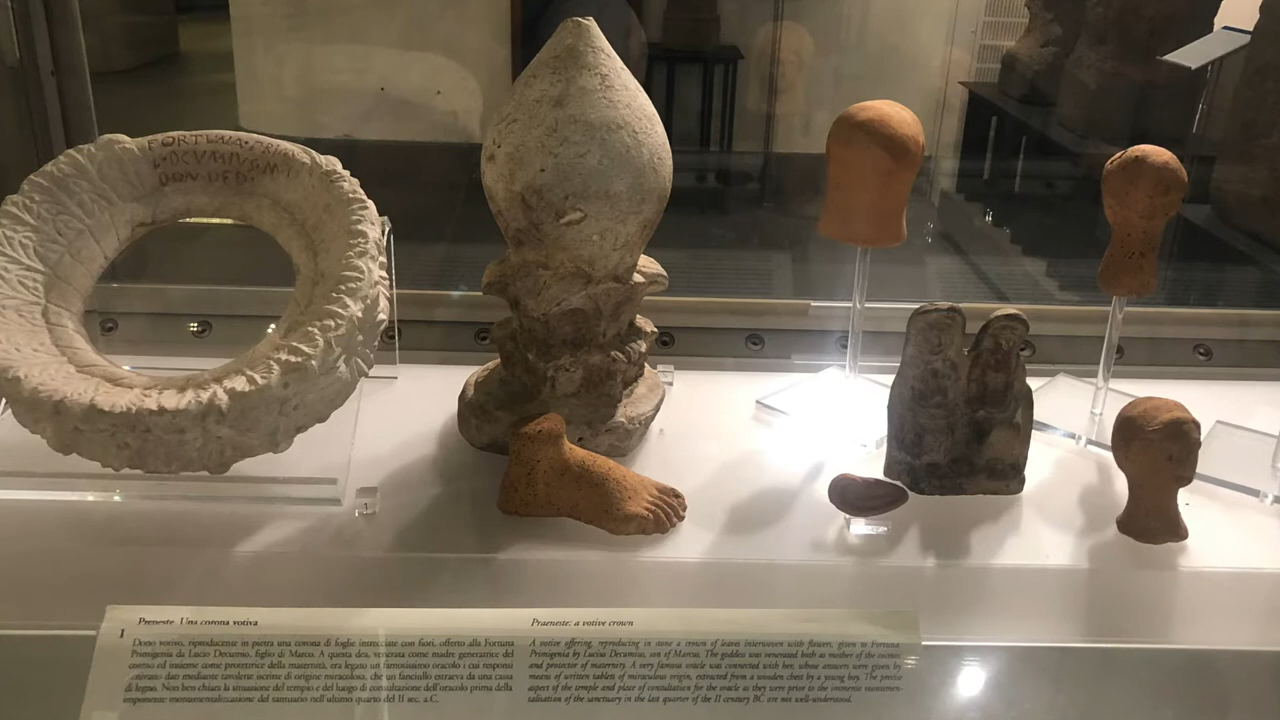 FORTUNA·PRIM
L·DCVMIVS·M·
DON·DED·
1
Preneste. Una corona votiva
Dono votivo, riproducente in pietra una corona di foglie intrecciate con fiori, offerto alla Fortuna
Primigenia da Lucio Decumio, figlio di Marco. A questa dea, venerata come madre generatrice del
cosmo ed insieme come protettrice della maternità, era legato un famosissimo oracolo i cui responsi
venivano dati mediante tavolette iscritte di origine miracolosa, che un fanciullo estraeva da una cassa
di legno. Non ben chiara la situazione del tempio e del luogo di consultazione dell'oracolo prima della
imponente monumentalizzazione del santuario nell'ultimo quarto del II sec. a.C.
Praeneste: a votive crown
A votive offering, reproducing in stone a crown of leaves interwoven with flowers, given to Fortuna
Primigenia by Lucius Decumius, son of Marcus. The goddess was venerated both as mother of the cosmos
and protector of maternity. A very famous oracle was connected with her, whose answers were given by
means of written tablets of miraculous origin, extracted from a wooden chest by a young boy. The precise
aspect of the temple and place of consultation for the oracle as they were prior to the immense monumen-
talisation of the sanctuary in the last quarter of the II century BC are not well-understood.